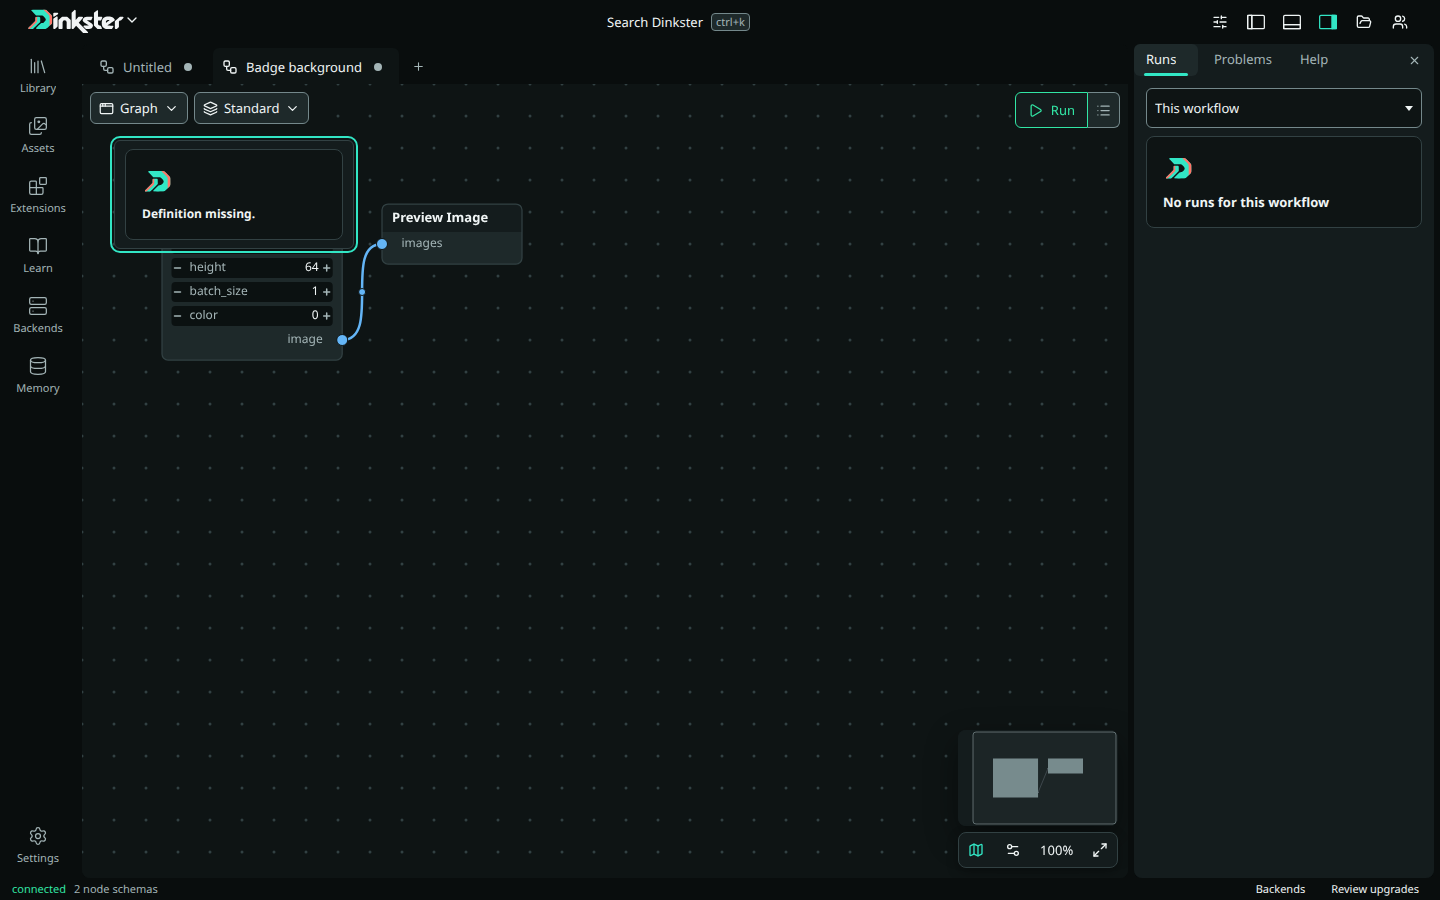 Dinkster
Search Dinkster ctrl+k
Library
Assets
Extensions
Learn
Backends
Memory
Settings
Untitled
Badge background
Graph
Standard
Run
Definition missing.
height 64
batch_size 1
color 0
image
Preview Image
images
100%
Runs
Problems
Help
This workflow
No runs for this workflow
connected
2 node schemas
Backends
Review upgrades